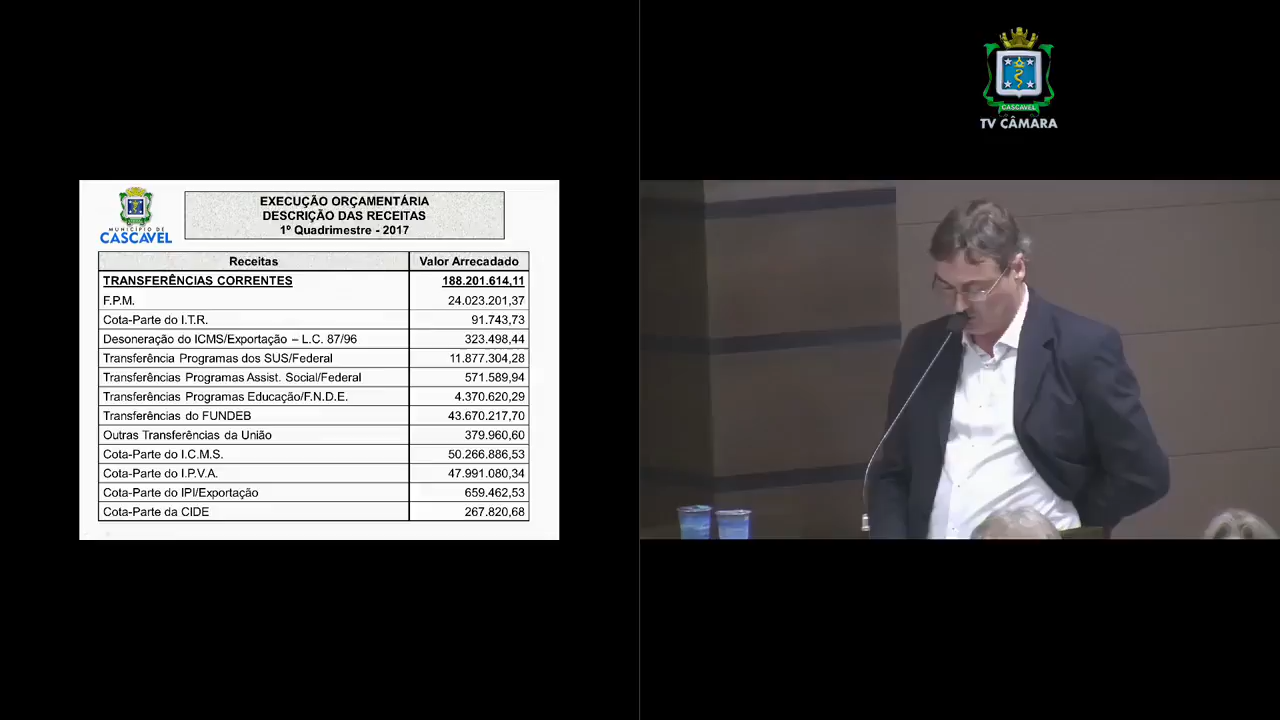 MUNICÍPIO DE
CASCAVEL
EXECUÇÃO ORÇAMENTÁRIA
DESCRIÇÃO DAS RECEITAS
1º Quadrimestre - 2017
Receitas Valor Arrecadado
TRANSFERÊNCIAS CORRENTES 188.201.614,11
F.P.M. 24.023.201,37
Cota-Parte do I.T.R. 91.743,73
Desoneração do ICMS/Exportação – L.C. 87/96 323.498,44
Transferência Programas dos SUS/Federal 11.877.304,28
Transferências Programas Assist. Social/Federal 571.589,94
Transferências Programas Educação/F.N.D.E. 4.370.620,29
Transferências do FUNDEB 43.670.217,70
Outras Transferências da União 379.960,60
Cota-Parte do I.C.M.S. 50.266.886,53
Cota-Parte do I.P.V.A. 47.991.080,34
Cota-Parte do IPI/Exportação 659.462,53
Cota-Parte da CIDE 267.820,68
CASCAVEL
TV CÂMARA